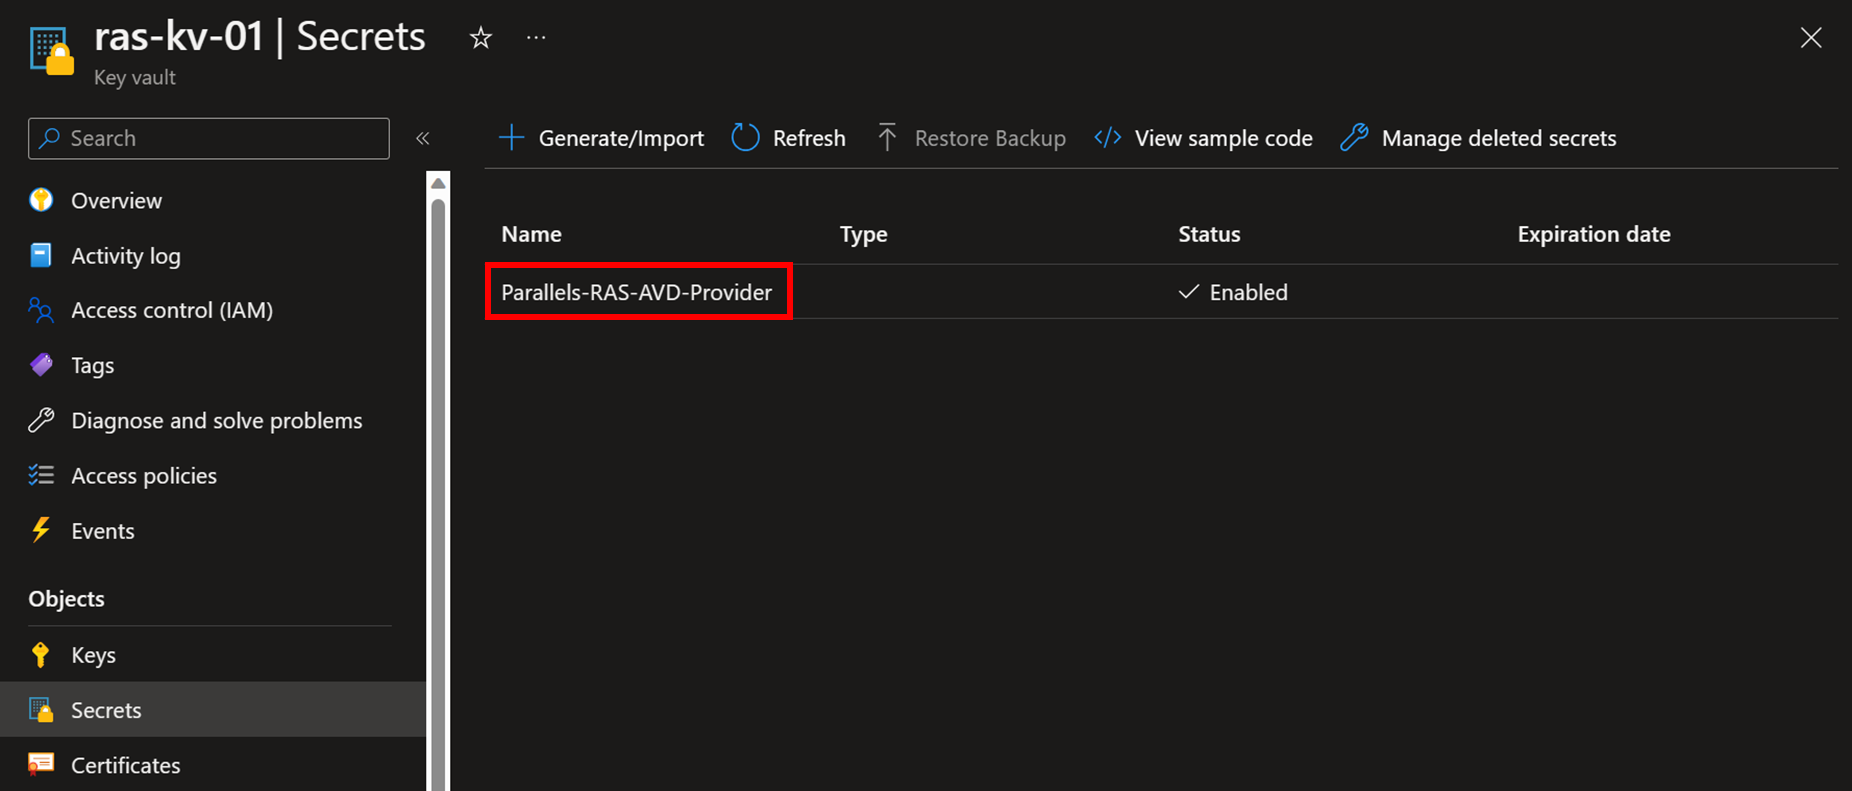 ras-kv-01 | Secrets ☆ ...
Key vault
Search «
Generate/Import Refresh Restore Backup View sample code Manage deleted secrets
Overview
Activity log
Access control (IAM)
Tags
Diagnose and solve problems
Access policies
Events
Objects
Keys
Secrets
Certificates
Name Type Status Expiration date
Parallels-RAS-AVD-Provider Enabled